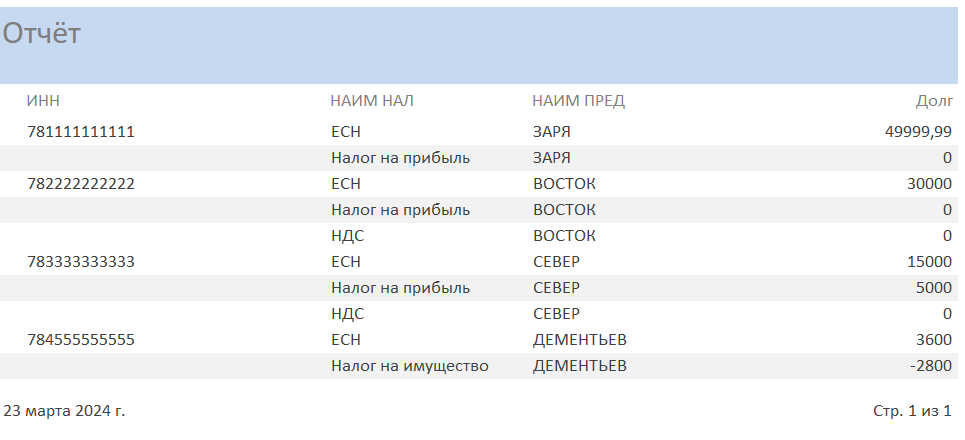 Отчёт
ИНН НАИМ НАЛ НАИМ ПРЕД Долг
781111111111 ЕСН ЗАРЯ 49999,99
Налог на прибыль ЗАРЯ 0
782222222222 ЕСН ВОСТОК 30000
Налог на прибыль ВОСТОК 0
НДС ВОСТОК 0
783333333333 ЕСН СЕВЕР 15000
Налог на прибыль СЕВЕР 5000
НДС СЕВЕР 0
784555555555 ЕСН ДЕМЕНТЬЕВ 3600
Налог на имущество ДЕМЕНТЬЕВ -2800
23 марта 2024 г. Стр. 1 из 1